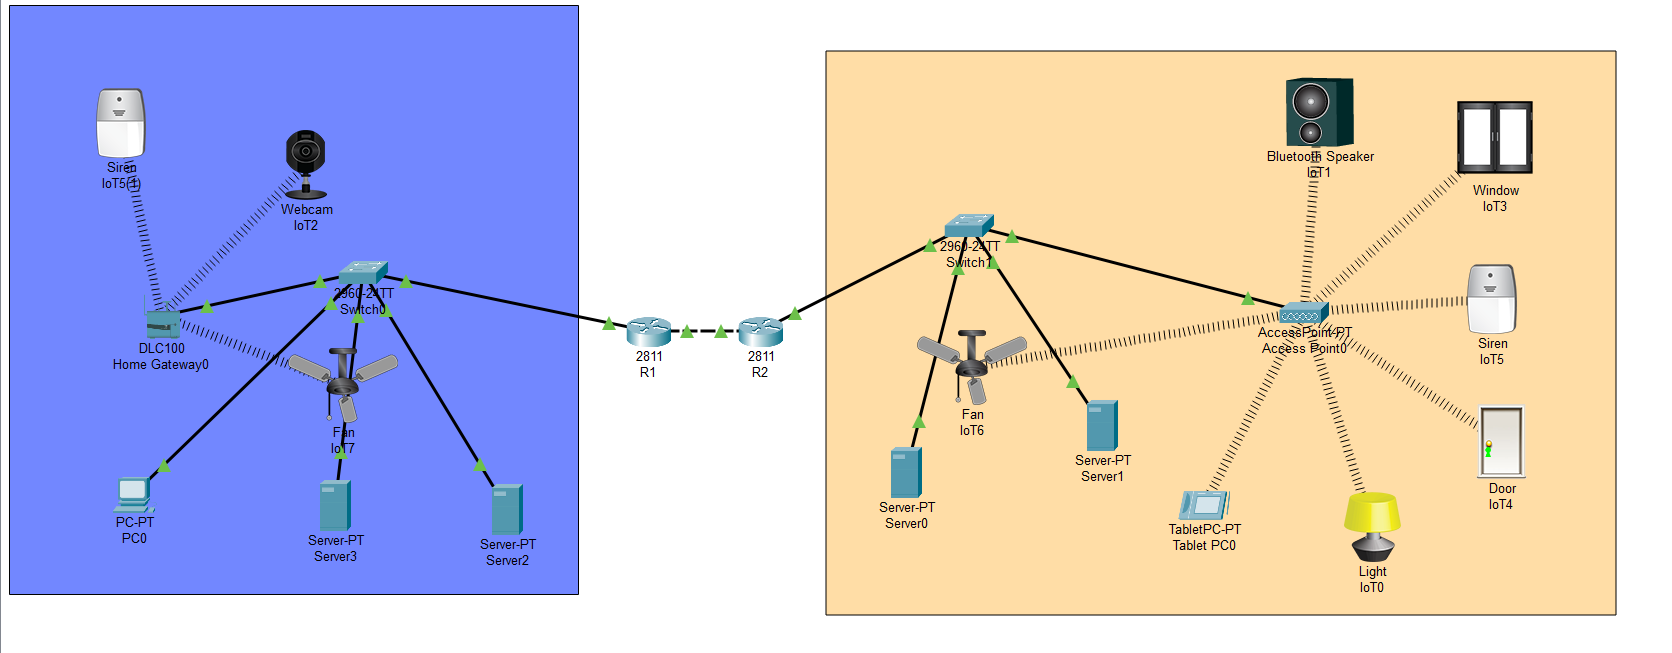 Siren
IoT5(1)
Webcam
IoT2
2960-24TT
Switch0
DLC100
Home Gateway0
Fan
IoT7
PC-PT
PC0
Server-PT
Server3
Server-PT
Server2
2811
R1
2811
R2
2960-24TT
Switch1
Fan
IoT6
Server-PT
Server0
Server-PT
Server1
Bluetooth Speaker
IoT1
Window
IoT3
AccessPoint-PT
Access Point0
Siren
IoT5
Door
IoT4
TabletPC-PT
Tablet PC0
Light
IoT0